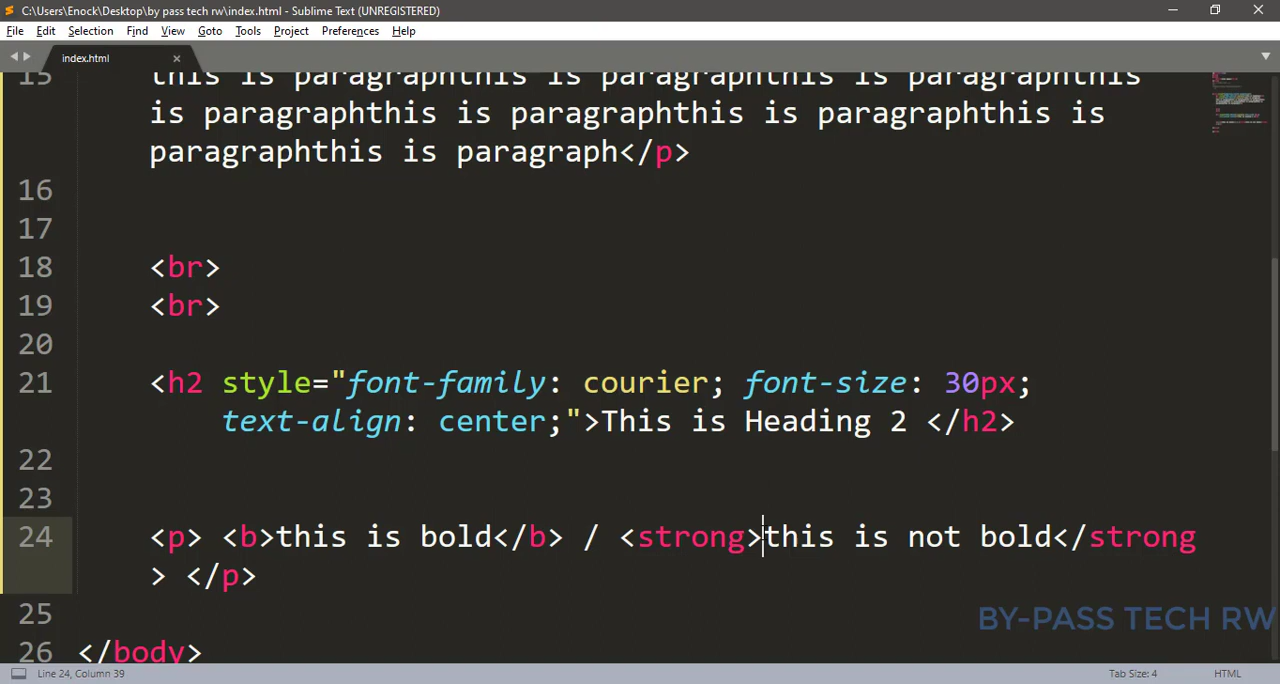 C:\Users\Enock\Desktop\by pass tech rw\index.html - Sublime Text (UNREGISTERED)
File Edit Selection Find View Goto Tools Project Preferences Help
index.html
15 this is paragraphthis is paragraphthis is paragraphthis
is paragraphthis is paragraphthis is paragraphthis is
paragraphthis is paragraph</p>
16
17
18 <br>
19 <br>
20
21 <h2 style="font-family: courier; font-size: 30px;
text-align: center;">This is Heading 2 </h2>
22
23
24 <p> <b>this is bold</b> / <strong>this is not bold</strong
> </p>
25
BY-PASS TECH RW
26 </body>
Line 24, Column 39 Tab Size: 4 HTML